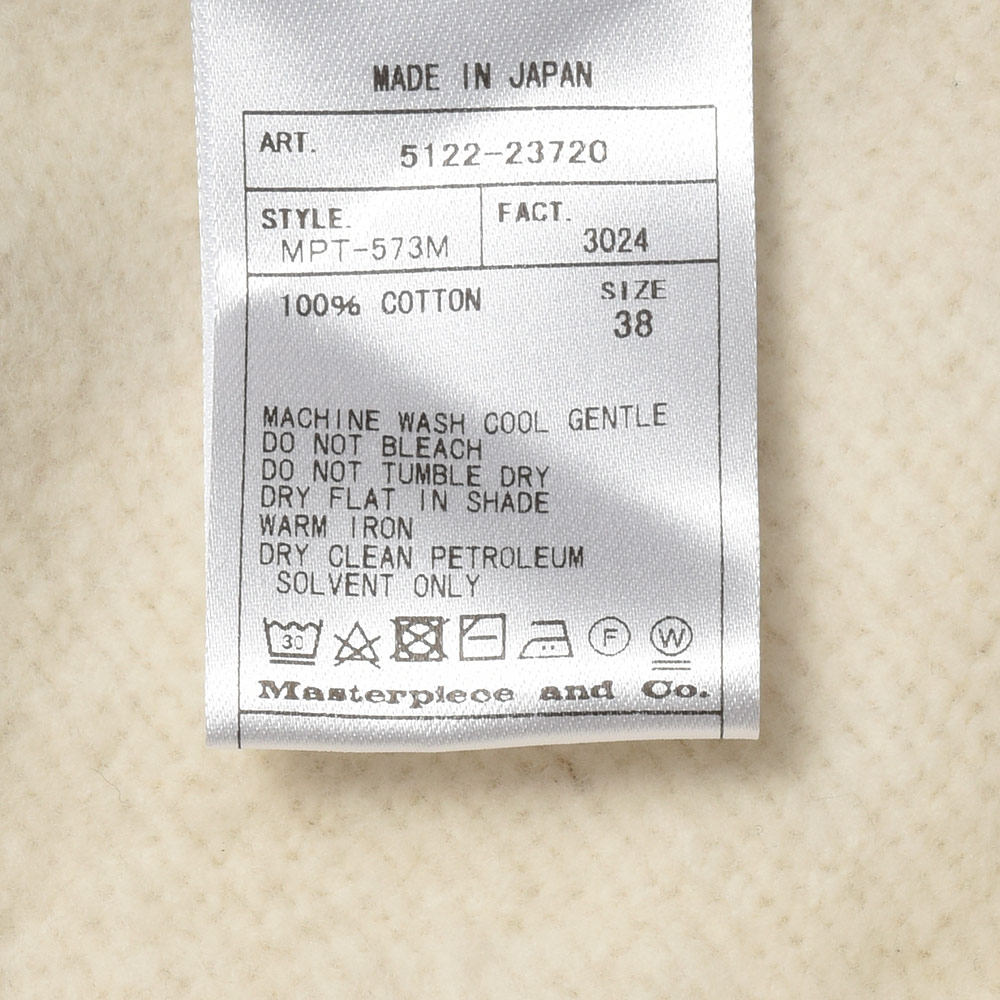 MADE IN JAPAN
ART. 5122-23720
STYLE. FACT.
MPT-573M 3024
100% COTTON SIZE
38
MACHINE WASH COOL GENTLE
DO NOT BLEACH
DO NOT TUMBLE DRY
DRY FLAT IN SHADE
WARM IRON
DRY CLEAN PETROLEUM
SOLVENT ONLY
30 F W
Masterpiece and Co.